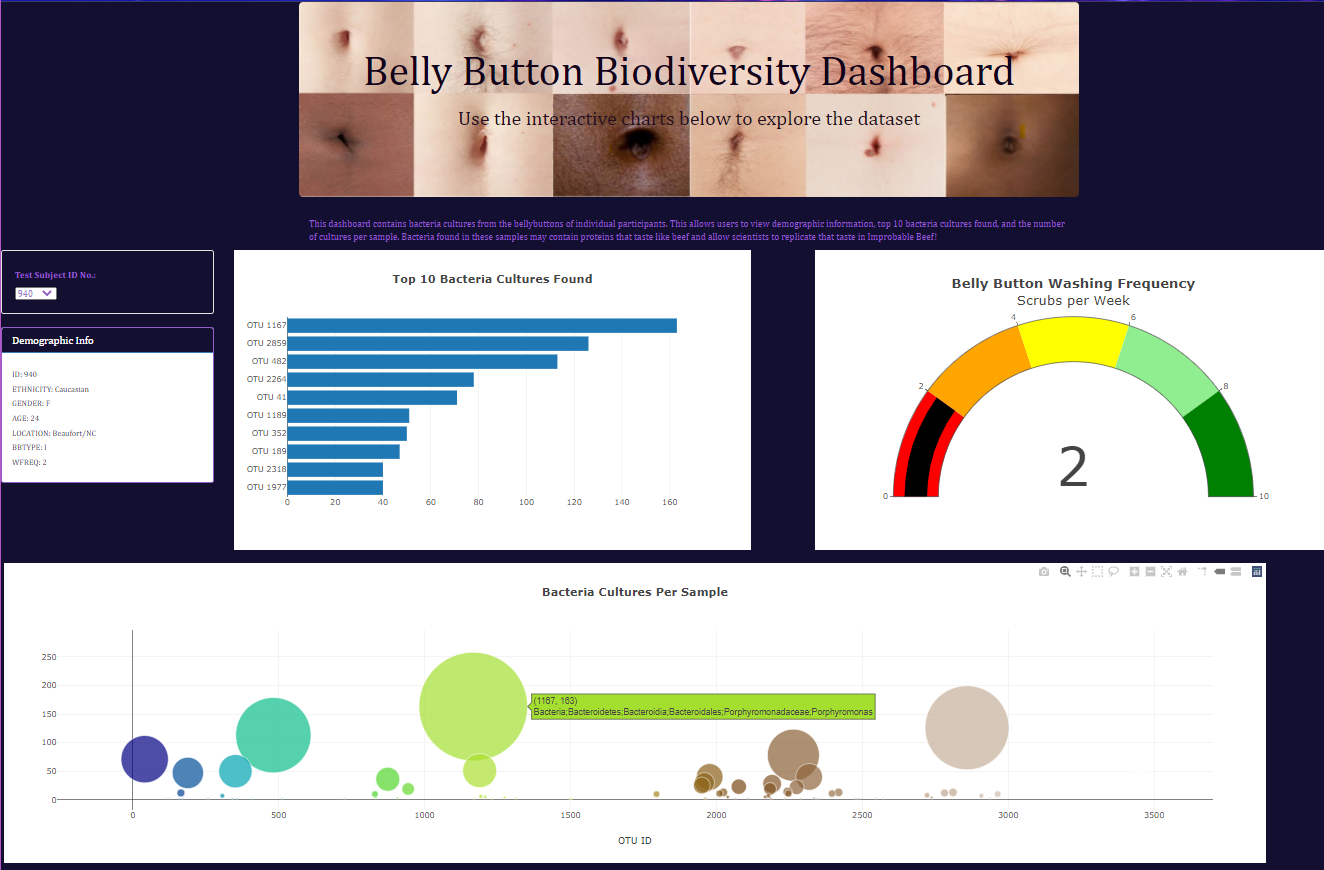 Belly Button Biodiversity Dashboard
Use the interactive charts below to explore the dataset
This dashboard contains bacteria cultures from the bellybuttons of individual participants. This allows users to view demographic information, top 10 bacteria cultures found, and the number
of cultures per sample. Bacteria found in these samples may contain proteins that taste like beef and allow scientists to replicate that taste in Improbable Beef!
Test Subject ID No.:
940
Demographic Info
ID: 940
ETHNICITY: Caucasian
GENDER: F
AGE: 24
LOCATION: Beaufort/NC
BBTYPE: I
WFREQ: 2
Top 10 Bacteria Cultures Found
OTU 1167
OTU 2859
OTU 482
OTU 2264
OTU 41
OTU 1189
OTU 352
OTU 189
OTU 2318
OTU 1977
0 20 40 60 80 100 120 140 160
Belly Button Washing Frequency
Scrubs per Week
4 6
2 8
2
0 10
Bacteria Cultures Per Sample
250
200
150
100
50
0
(1167, 163)
Bacteria;Bacteroidetes;Bacteroidia;Bacteroidales;Porphyromonadaceae;Porphyromonas
0 500 1000 1500 2000 2500 3000 3500
OTU ID